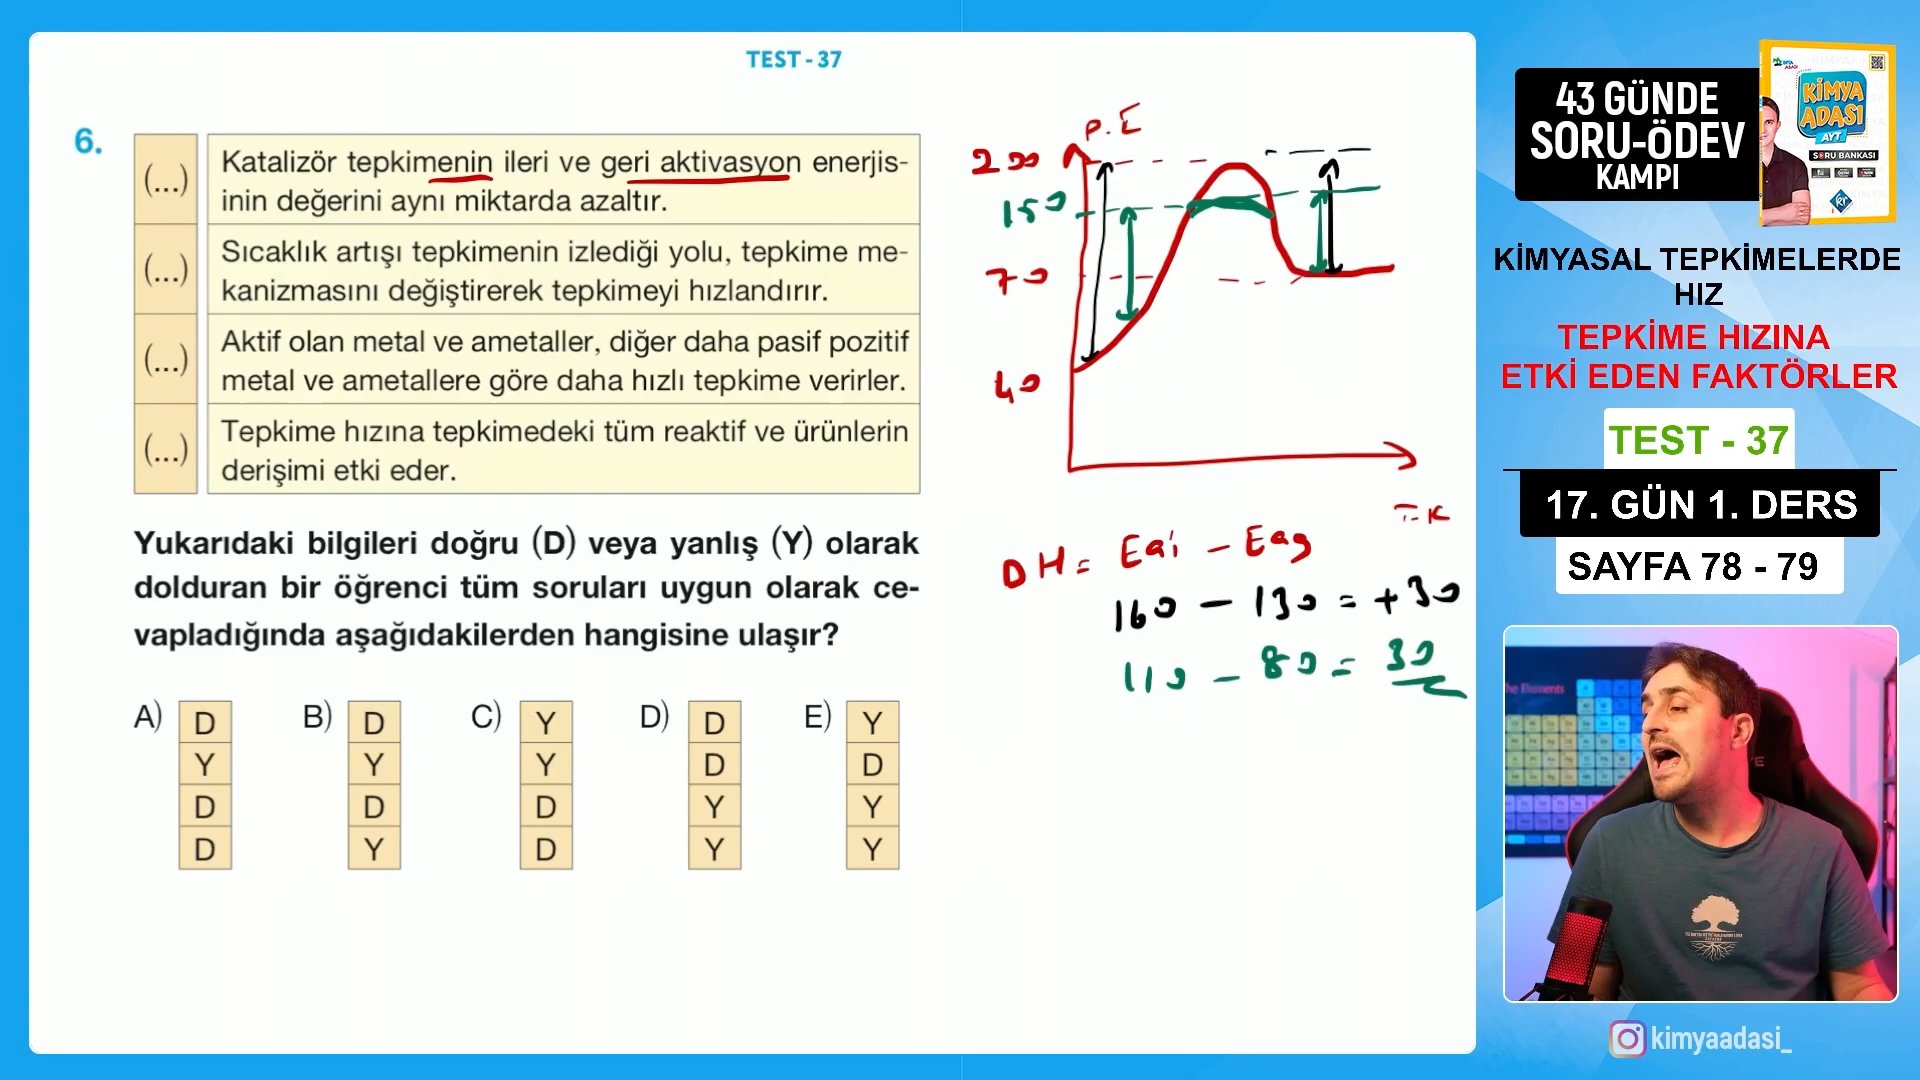 TEST - 37
6.
(...) Katalizör tepkimenin ileri ve geri aktivasyon enerjis-
inin değerini aynı miktarda azaltır.
(...) Sıcaklık artışı tepkimenin izlediği yolu, tepkime me-
kanizmasını değiştirerek tepkimeyi hızlandırır.
(...) Aktif olan metal ve ametaller, diğer daha pasif pozitif
metal ve ametallere göre daha hızlı tepkime verirler.
(...) Tepkime hızına tepkimedeki tüm reaktif ve ürünlerin
derişimi etki eder.
Yukarıdaki bilgileri doğru (D) veya yanlış (Y) olarak
dolduran bir öğrenci tüm soruları uygun olarak ce-
vapladığında aşağıdakilerden hangisine ulaşır?
A) B) C) D) E)
D D Y D Y
Y Y Y D D
D D D Y Y
D Y D Y Y
P.E
200
150
70
40
T.K
DH = Eai - Eag
160 - 130 = +30
110 - 80 = 30
43 GÜNDE
SORU-ÖDEV
KAMPI
KİMYA
ADASI
AYT
SORU BANKASI
KİMYASAL TEPKİMELERDE
HIZ
TEPKİME HIZINA
ETKİ EDEN FAKTÖRLER
TEST - 37
17. GÜN 1. DERS
SAYFA 78 - 79
he Elements
kimyaadasi_